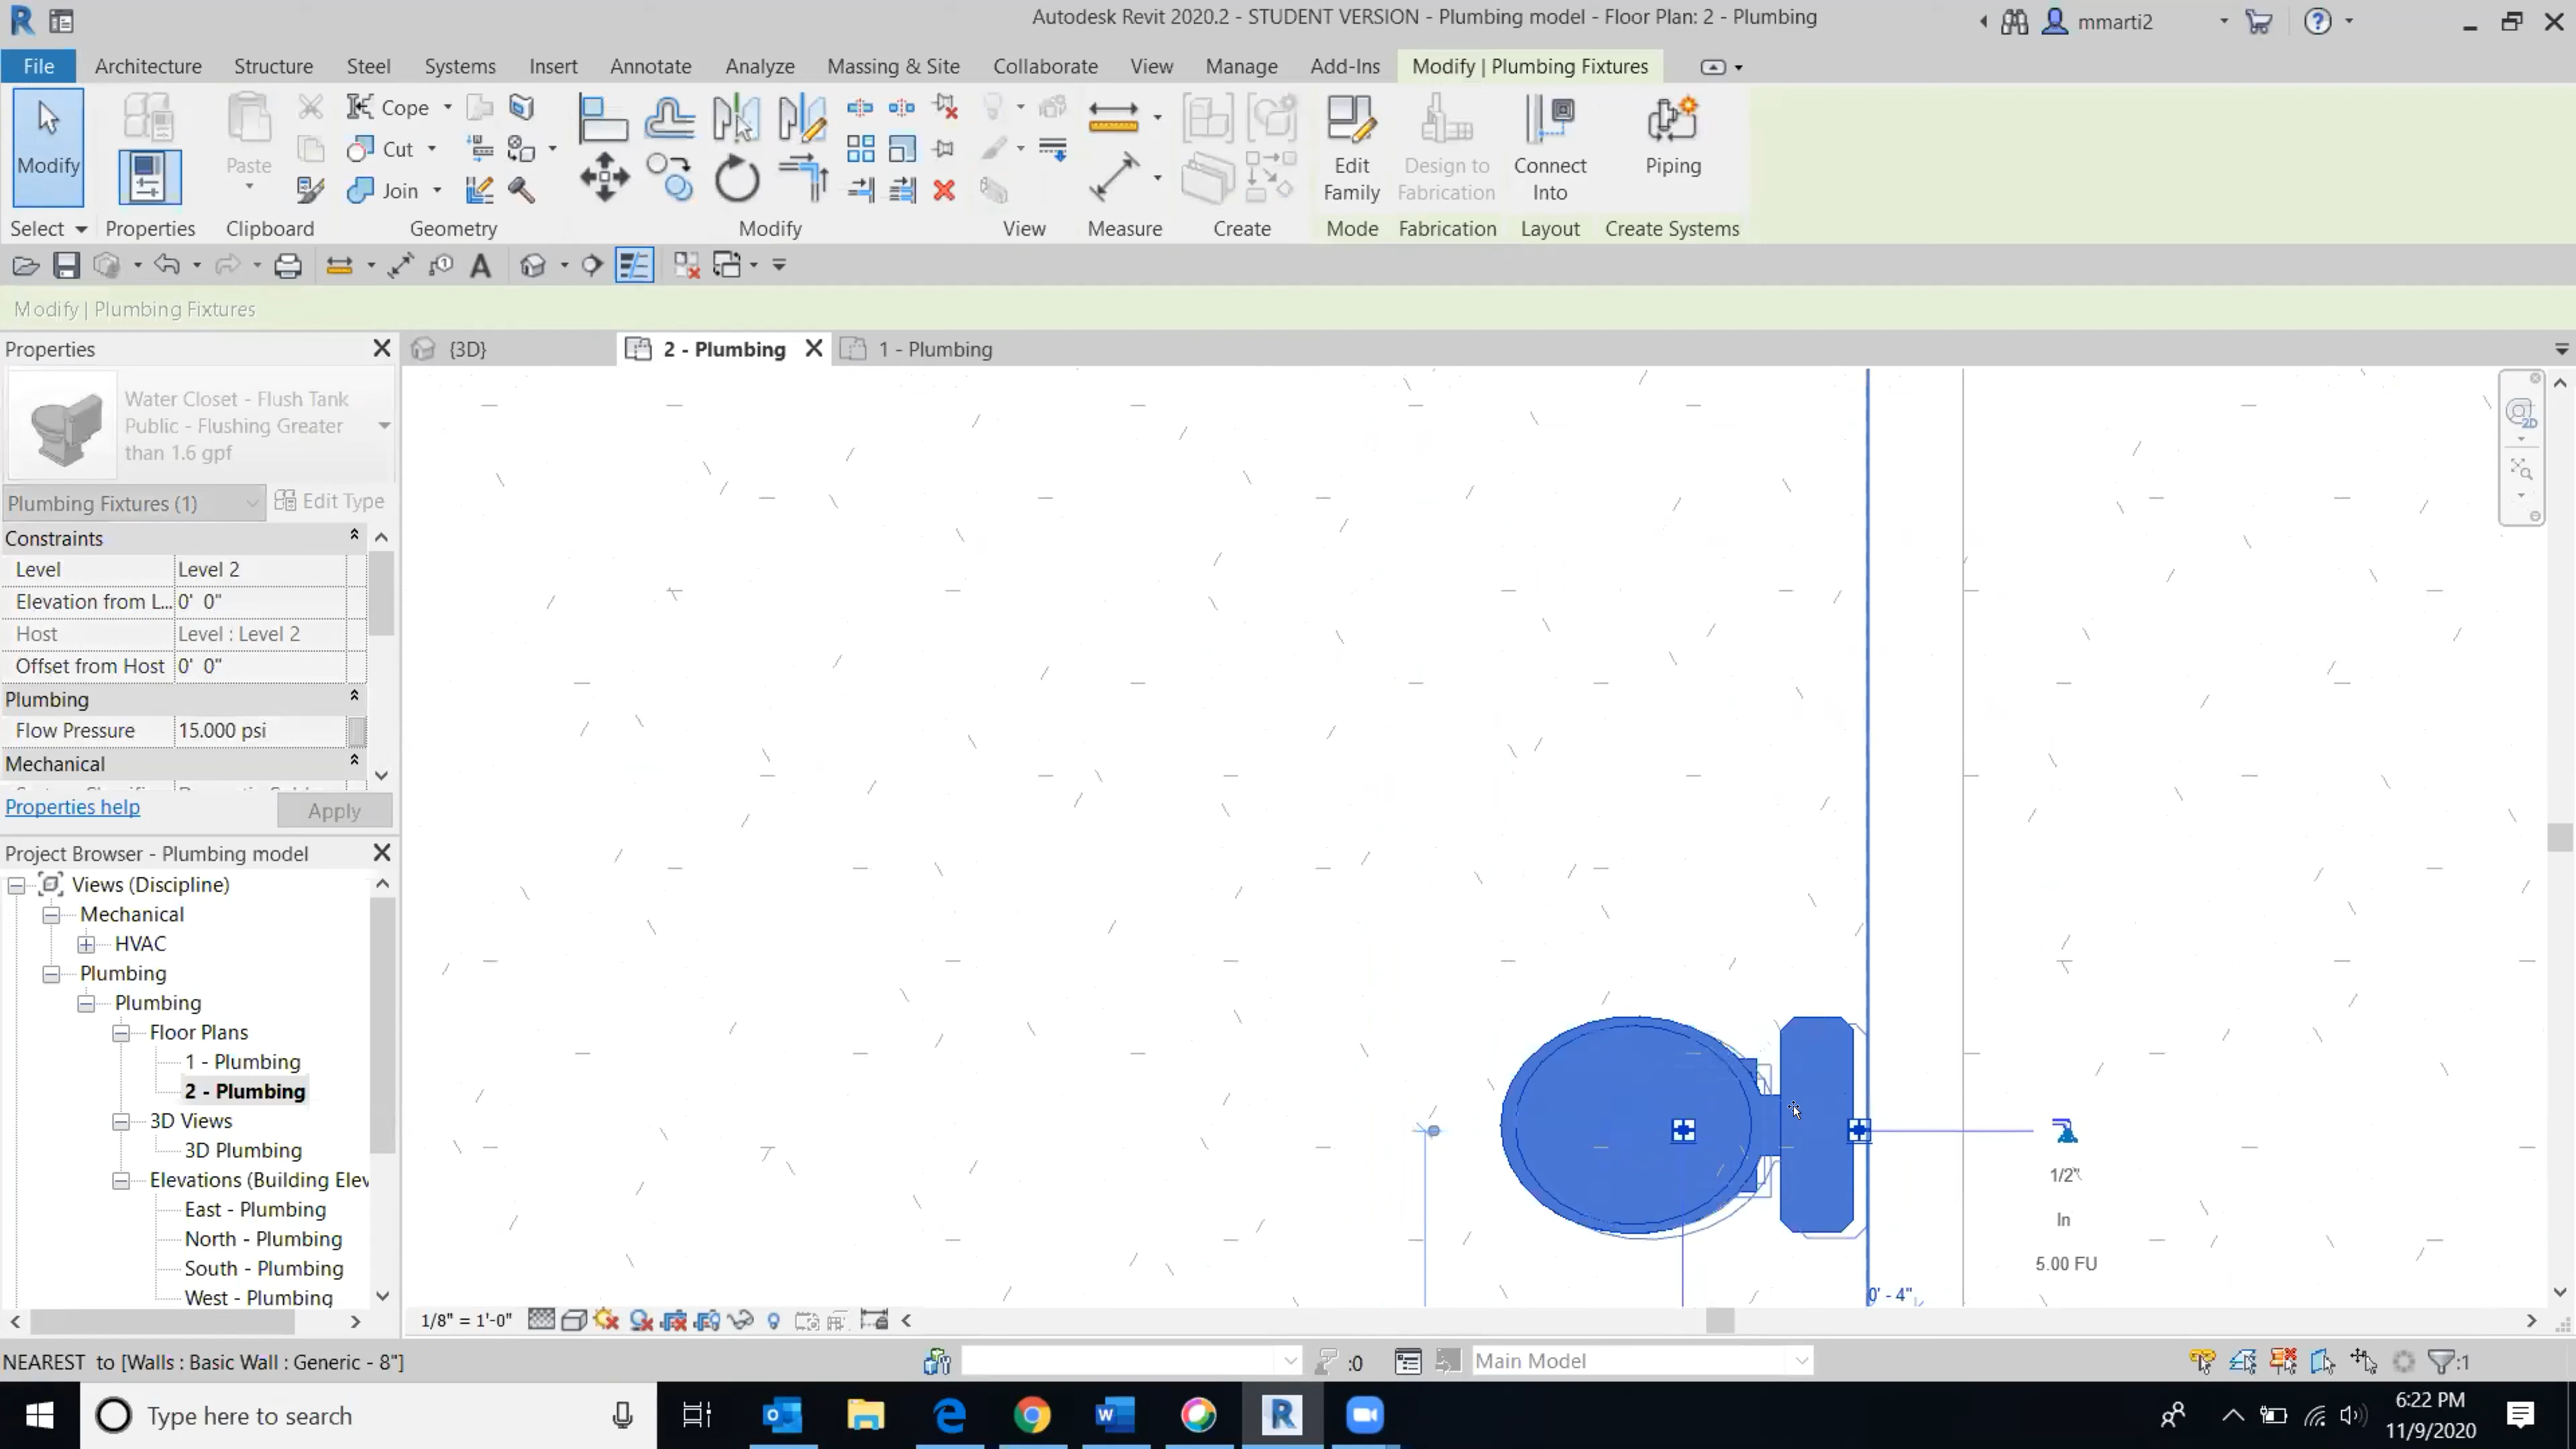 Autodesk Revit 2020.2 - STUDENT VERSION - Plumbing model - Floor Plan: 2 - Plumbing
mmarti2
File Architecture Structure Steel Systems Insert Annotate Analyze Massing & Site Collaborate View Manage Add-Ins Modify | Plumbing Fixtures
Modify
Paste
Cope
Cut
Join
Edit Family
Design to Fabrication
Connect Into
Piping
Select Properties Clipboard Geometry Modify View Measure Create Mode Fabrication Layout Create Systems
Modify | Plumbing Fixtures
Properties
{3D}
2 - Plumbing
1 - Plumbing
Water Closet - Flush Tank
Public - Flushing Greater
than 1.6 gpf
Plumbing Fixtures (1) Edit Type
Constraints
Level Level 2
Elevation from L... 0' 0"
Host Level : Level 2
Offset from Host 0' 0"
Plumbing
Flow Pressure 15.000 psi
Mechanical
Properties help Apply
Project Browser - Plumbing model
Views (Discipline)
Mechanical
HVAC
Plumbing
Plumbing
Floor Plans
1 - Plumbing
2 - Plumbing
3D Views
3D Plumbing
Elevations (Building Elev
East - Plumbing
North - Plumbing
South - Plumbing
West - Plumbing
2D
1/2"
In
5.00 FU
0' - 4"
1/8" = 1'-0"
NEAREST to [Walls : Basic Wall : Generic - 8"]
:0
Main Model
:1
Type here to search
6:22 PM
11/9/2020